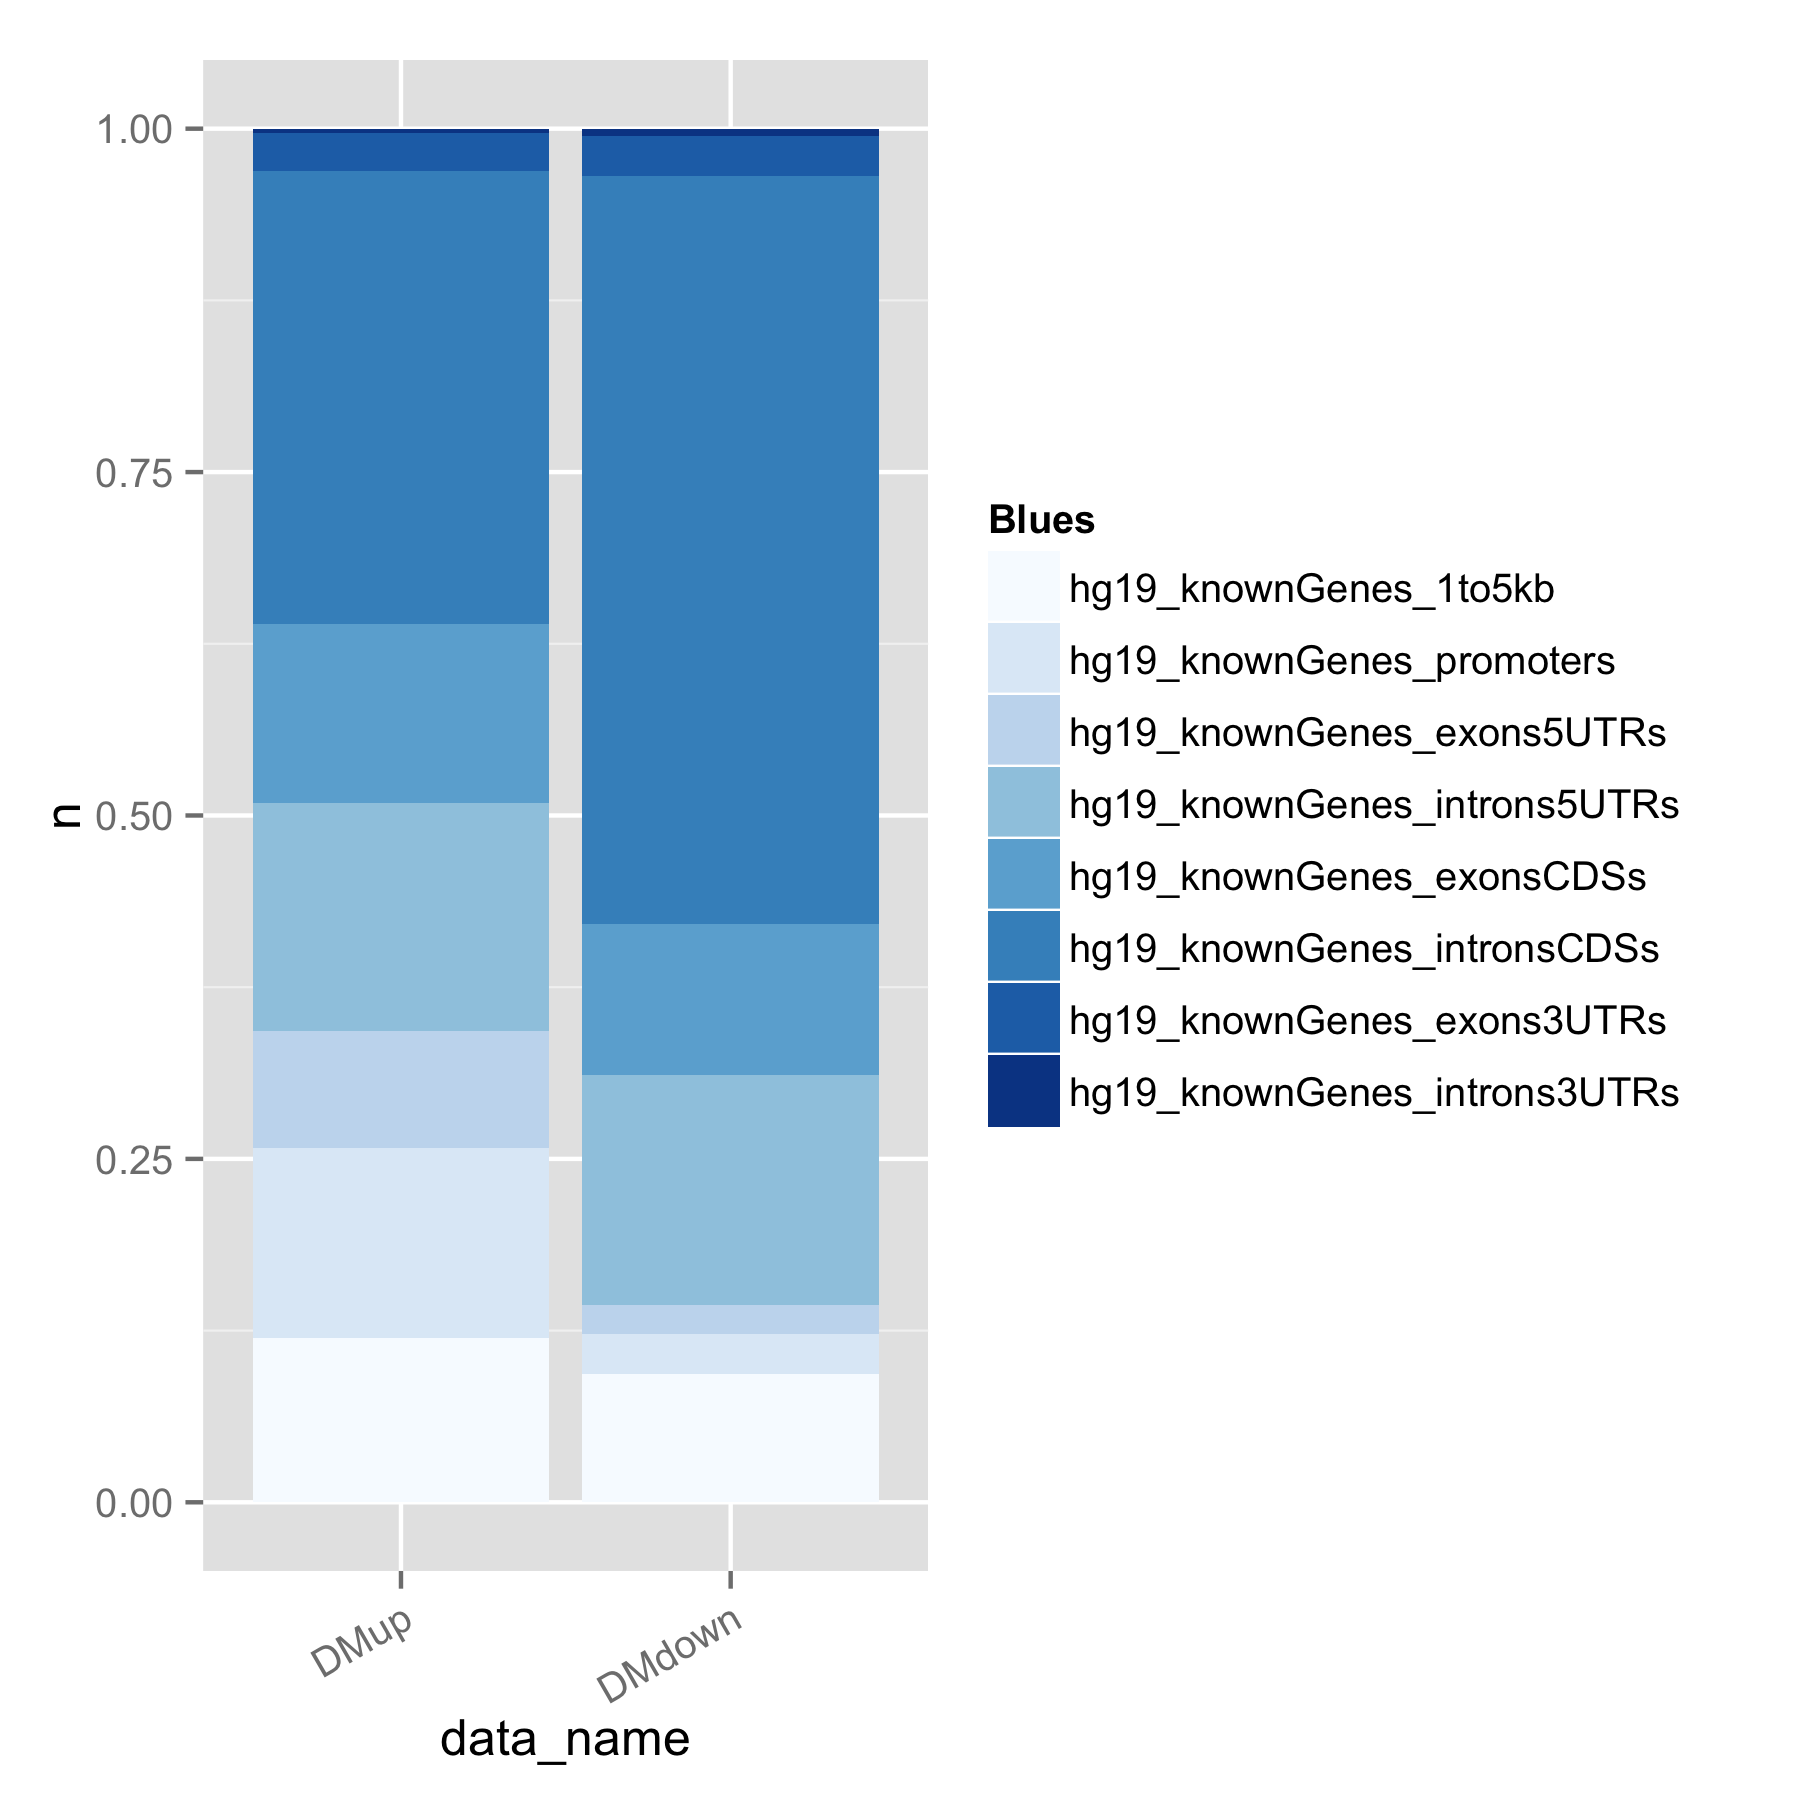 1.00
0.75
0.50
0.25
0.00
n
DMup
DMdown
data_name
Blues
hg19_knownGenes_1to5kb
hg19_knownGenes_promoters
hg19_knownGenes_exons5UTRs
hg19_knownGenes_introns5UTRs
hg19_knownGenes_exonsCDSs
hg19_knownGenes_intronsCDSs
hg19_knownGenes_exons3UTRs
hg19_knownGenes_introns3UTRs